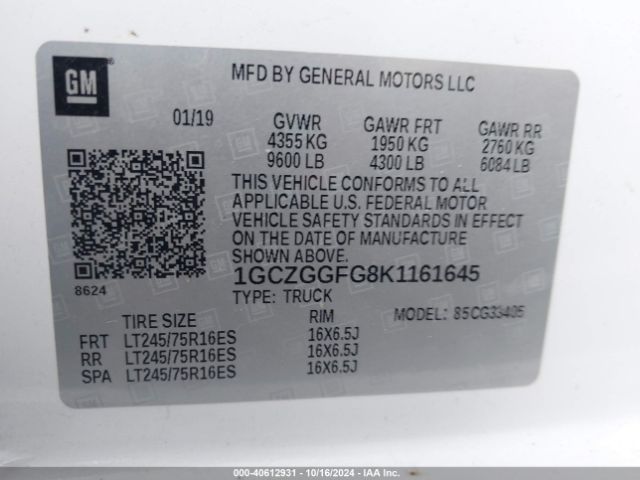 GM ®
MFD BY GENERAL MOTORS LLC
01/19 GVWR GAWR FRT GAWR RR
4355 KG 1950 KG 2760 KG
9600 LB 4300 LB 6084 LB
THIS VEHICLE CONFORMS TO ALL
APPLICABLE U.S. FEDERAL MOTOR
VEHICLE SAFETY STANDARDS IN EFFECT
ON THE DATE OF MANUFACTURE
SHOWN ABOVE.
8624
1GCZGGFG8K1161645
TYPE: TRUCK
MODEL: 85CG33405
TIRE SIZE RIM
FRT LT245/75R16ES 16X6.5J
RR LT245/75R16ES 16X6.5J
SPA LT245/75R16ES 16X6.5J
000-40612931 - 10/16/2024 - IAA Inc.